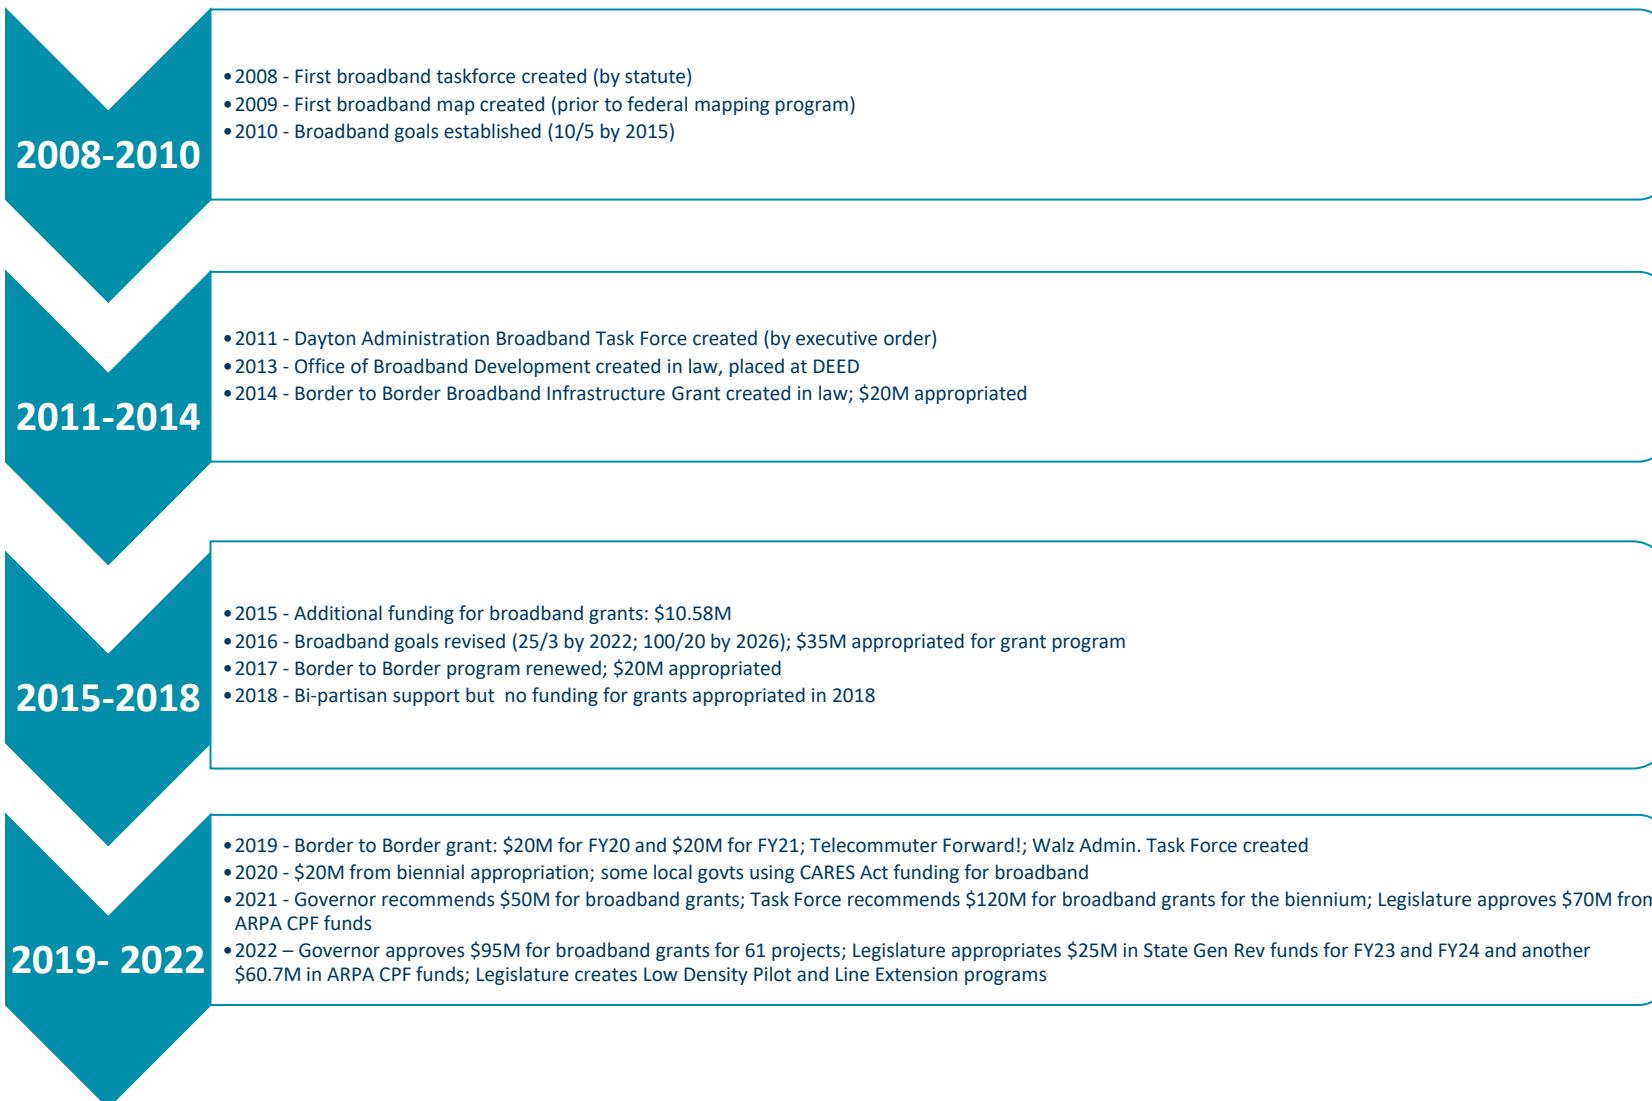 2008-2010
•2008 - First broadband taskforce created (by statute)
•2009 - First broadband map created (prior to federal mapping program)
•2010 - Broadband goals established (10/5 by 2015)
2011-2014
•2011 - Dayton Administration Broadband Task Force created (by executive order)
•2013 - Office of Broadband Development created in law, placed at DEED
•2014 - Border to Border Broadband Infrastructure Grant created in law; $20M appropriated
2015-2018
•2015 - Additional funding for broadband grants: $10.58M
•2016 - Broadband goals revised (25/3 by 2022; 100/20 by 2026); $35M appropriated for grant program
•2017 - Border to Border program renewed; $20M appropriated
•2018 - Bi-partisan support but  no funding for grants appropriated in 2018
2019- 2022
•2019 - Border to Border grant: $20M for FY20 and $20M for FY21; Telecommuter Forward!; Walz Admin. Task Force created
•2020 - $20M from biennial appropriation; some local govts using CARES Act funding for broadband
•2021 - Governor recommends $50M for broadband grants; Task Force recommends $120M for broadband grants for the biennium; Legislature approves $70M from
ARPA CPF funds
•2022 – Governor approves $95M for broadband grants for 61 projects; Legislature appropriates $25M in State Gen Rev funds for FY23 and FY24 and another
$60.7M in ARPA CPF funds; Legislature creates Low Density Pilot and Line Extension programs